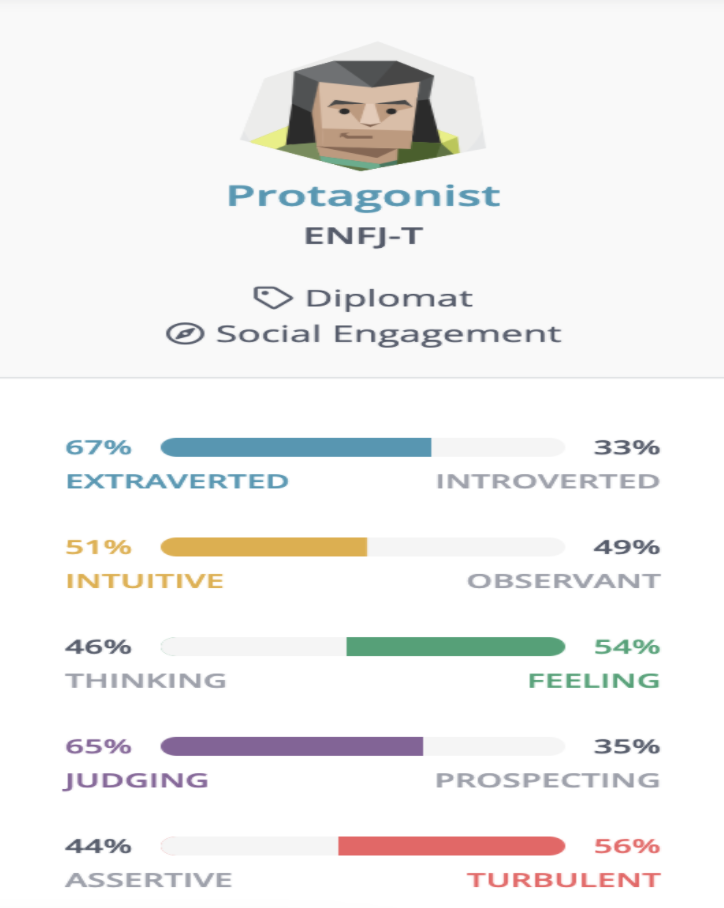 Protagonist
ENFJ-T
Diplomat
Social Engagement
67% 33%
EXTRAVERTED INTROVERTED
51% 49%
INTUITIVE OBSERVANT
46% 54%
THINKING FEELING
65% 35%
JUDGING PROSPECTING
44% 56%
ASSERTIVE TURBULENT